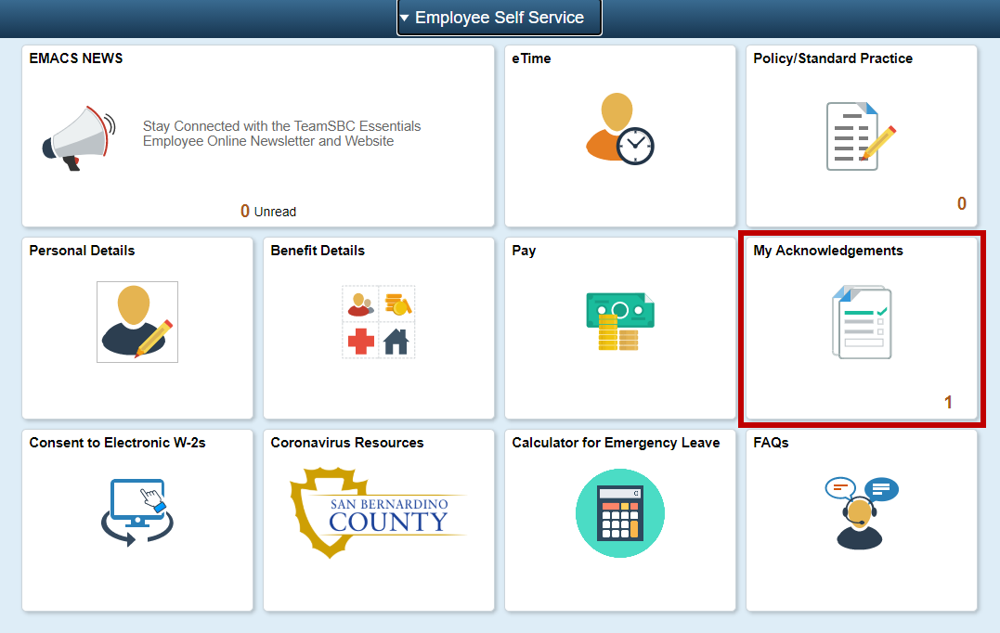 Employee Self Service
EMACS NEWS
Stay Connected with the TeamSBC Essentials
Employee Online Newsletter and Website
0 Unread
eTime
Policy/Standard Practice
0
Personal Details
Benefit Details
Pay
My Acknowledgements
1
Consent to Electronic W-2s
Coronavirus Resources
SAN BERNARDINO
COUNTY
Calculator for Emergency Leave
0
FAQs